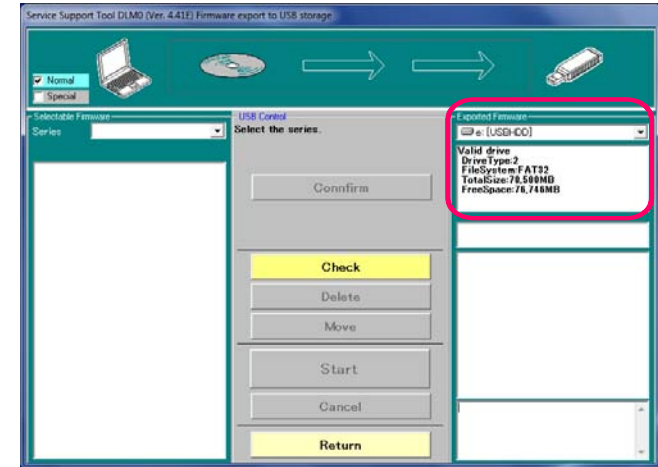 Service Support Tool DLM0 (Ver. 4.41E) Firmware export to USB storage
Normal
Special
Selectable Firmware
Series
USB Control
Select the series.
Connfirm
Check
Delete
Move
Start
Cancel
Return
Exported Firmware
e: [USBHDD]
Valid drive
DriveType:2
FileSystem:FAT32
TotalSize:78,500MB
FreeSpace:76,746MB